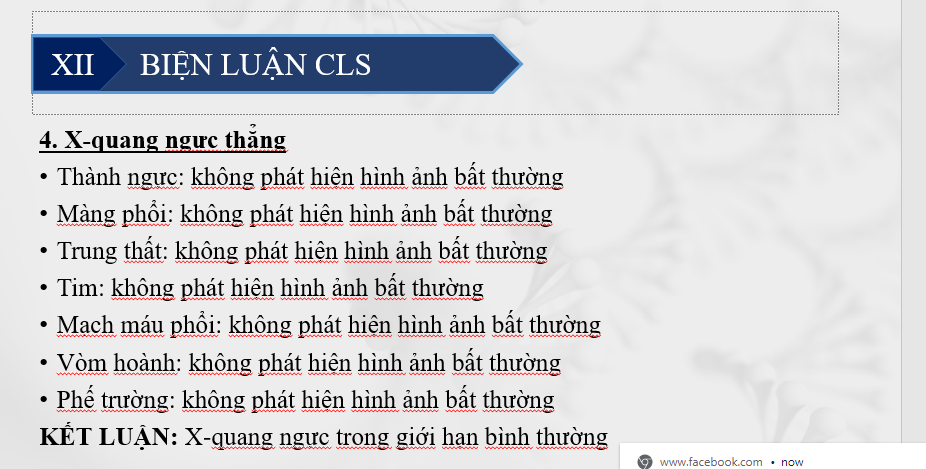 XII BIỆN LUẬN CLS
4. X-quang ngực thẳng
• Thành ngực: không phát hiện hình ảnh bất thường
• Màng phổi: không phát hiện hình ảnh bất thường
• Trung thất: không phát hiện hình ảnh bất thường
• Tim: không phát hiện hình ảnh bất thường
• Mạch máu phổi: không phát hiện hình ảnh bất thường
• Vòm hoành: không phát hiện hình ảnh bất thường
• Phế trường: không phát hiện hình ảnh bất thường
KẾT LUẬN: X-quang ngực trong giới hạn bình thường
www.facebook.com • now